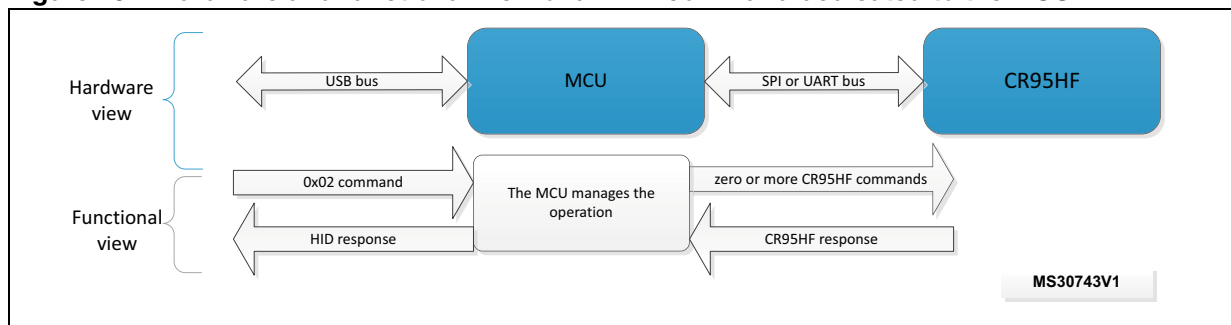 Hardware
view
USB bus
MCU
SPI or UART bus
CR95HF
Functional
view
0x02 command
The MCU manages the
operation
zero or more CR95HF commands
HID response
CR95HF response
MS30743V1